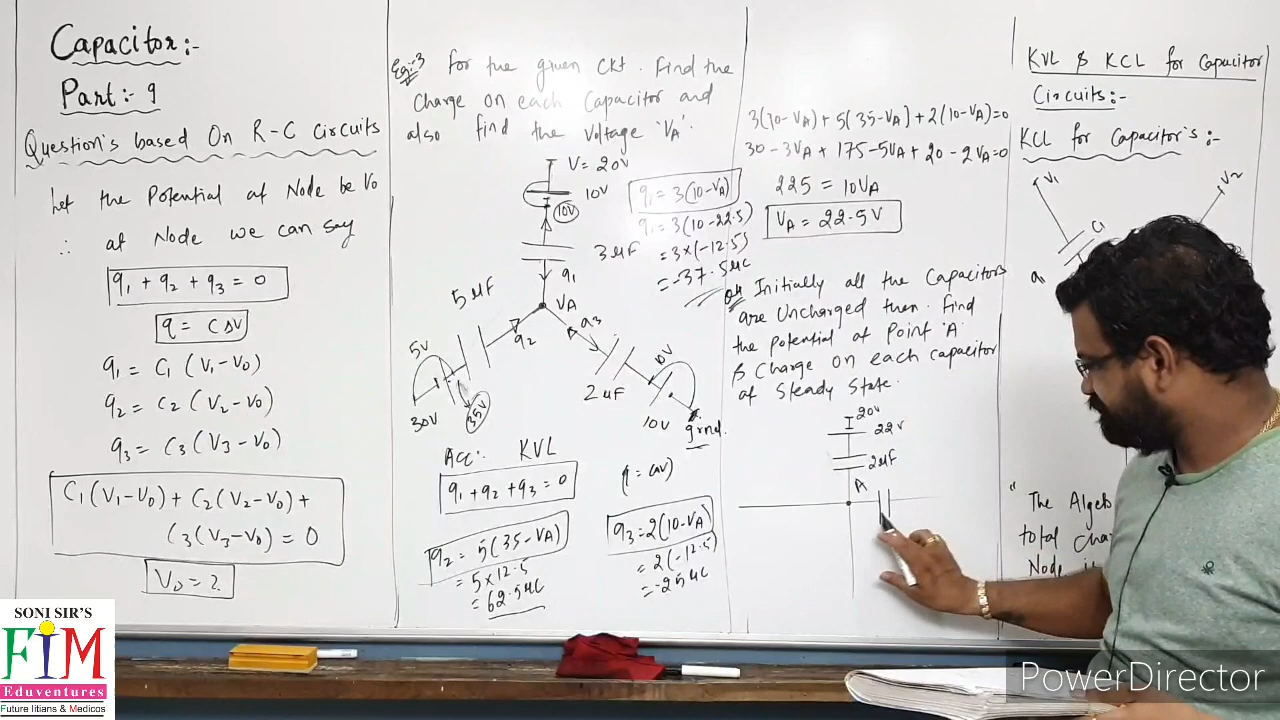 Capacitor:-
Part:- 9
Question's based On R-C Circuits
Let the Potential at Node be V0
∴ at Node we can say
q1 + q2 + q3 = 0
q = CΔV
q1 = C1 (V1-V0)
q2 = C2 (V2-V0)
q3 = C3 (V3-V0)
C1(V1-V0) + C2(V2-V0) +
C3(V3-V0) = 0
V0 = ?
Eg:-3 For the given Ckt. Find the
Charge on each Capacitor and
also find the Voltage 'VA'.
V = 20V
10V
10V
3μF
q1
VA
5μF
q2
q3
5V
30V
35V
2μF
10V
10V
grnd.
q1 = 3(10-VA)
q1 = 3(10-22.5)
= 3×(-12.5)
= -37.5μC
Acc. KVL
q1 + q2 + q3 = 0
q = CΔV
q2 = 5(35-VA)
= 5×12.5
= 62.5μC
q3 = 2(10-VA)
= 2(-12.5)
= -25μC
3(10-VA) + 5(35-VA) + 2(10-VA)=0
30-3VA + 175-5VA + 20-2VA=0
225 = 10VA
VA = 22.5V
Initially all the Capacitors
are Uncharged then. Find
the Potential at Point 'A'
& Charge on each capacitor
at Steady State.
20V
22V
2μF
A
KVL & KCL for Capacitor
Circuits:-
KCL for Capacitor's:-
V1
V2
C1
q1
"The Alge
total Cha
Node i
SONI SIR'S
FIM
Eduventures
Future Iitians & Medicos
PowerDirector